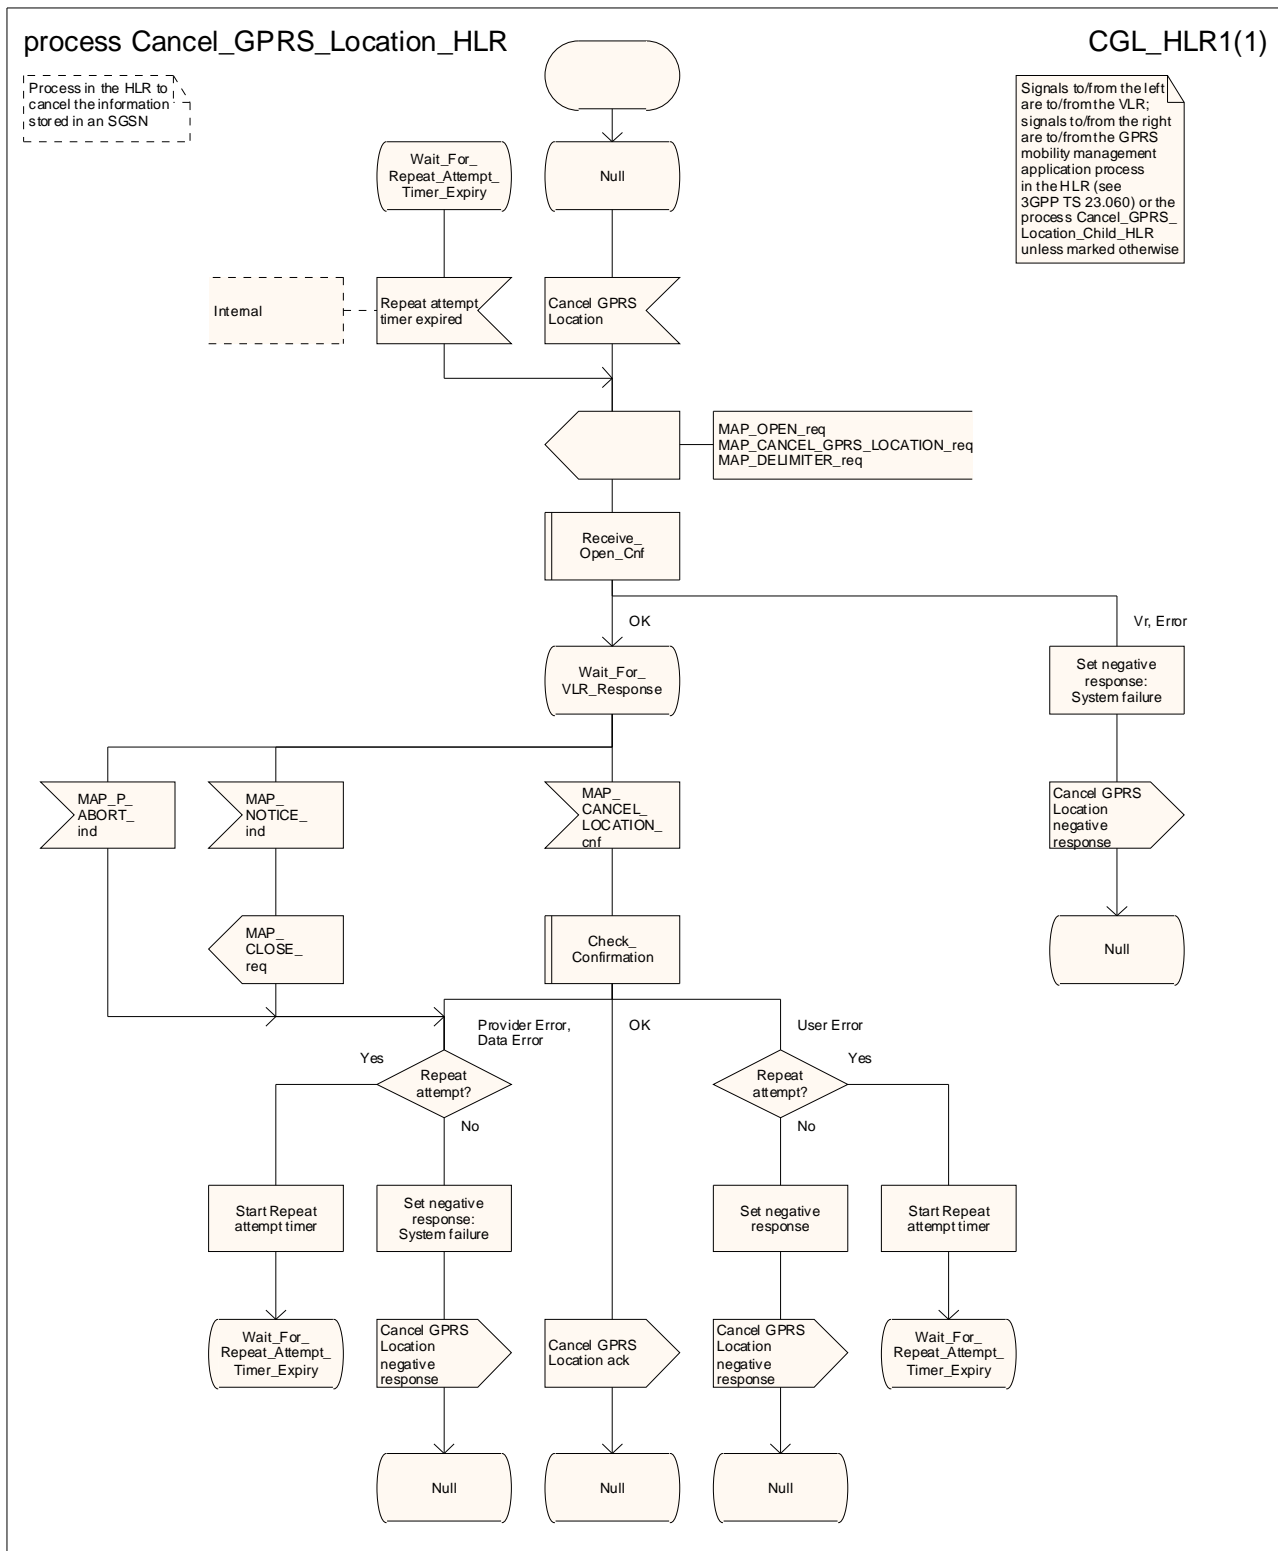 process Cancel_GPRS_Location_HLR
CGL_HLR1(1)
Process in the HLR to
cancel the information
stored in an SGSN
Signals to/from the left
are to/from the VLR;
signals to/from the right
are to/from the GPRS
mobility management
application process
in the HLR (see
3GPP TS 23.060) or the
process Cancel_GPRS_
Location_Child_HLR
unless marked otherwise
Wait_For_
Repeat_Attempt_
Timer_Expiry
Null
Internal
Repeat attempt
timer expired
Cancel GPRS
Location
MAP_OPEN_req
MAP_CANCEL_GPRS_LOCATION_req
MAP_DELIMITER_req
Receive_
Open_Cnf
OK
Vr, Error
Wait_For_
VLR_Response
Set negative
response:
System failure
MAP_P_
ABORT_
ind
MAP_
NOTICE_
ind
MAP_
CANCEL_
LOCATION_
cnf
Cancel GPRS
Location
negative
response
MAP_
CLOSE_
req
Check_
Confirmation
Null
Provider Error,
Data Error
OK
User Error
Yes
Repeat
attempt?
No
Repeat
attempt?
Yes
No
Start Repeat
attempt timer
Set negative
response:
System failure
Set negative
response
Start Repeat
attempt timer
Wait_For_
Repeat_Attempt_
Timer_Expiry
Cancel GPRS
Location
negative
response
Cancel GPRS
Location ack
Cancel GPRS
Location
negative
response
Wait_For_
Repeat_Attempt_
Timer_Expiry
Null
Null
Null